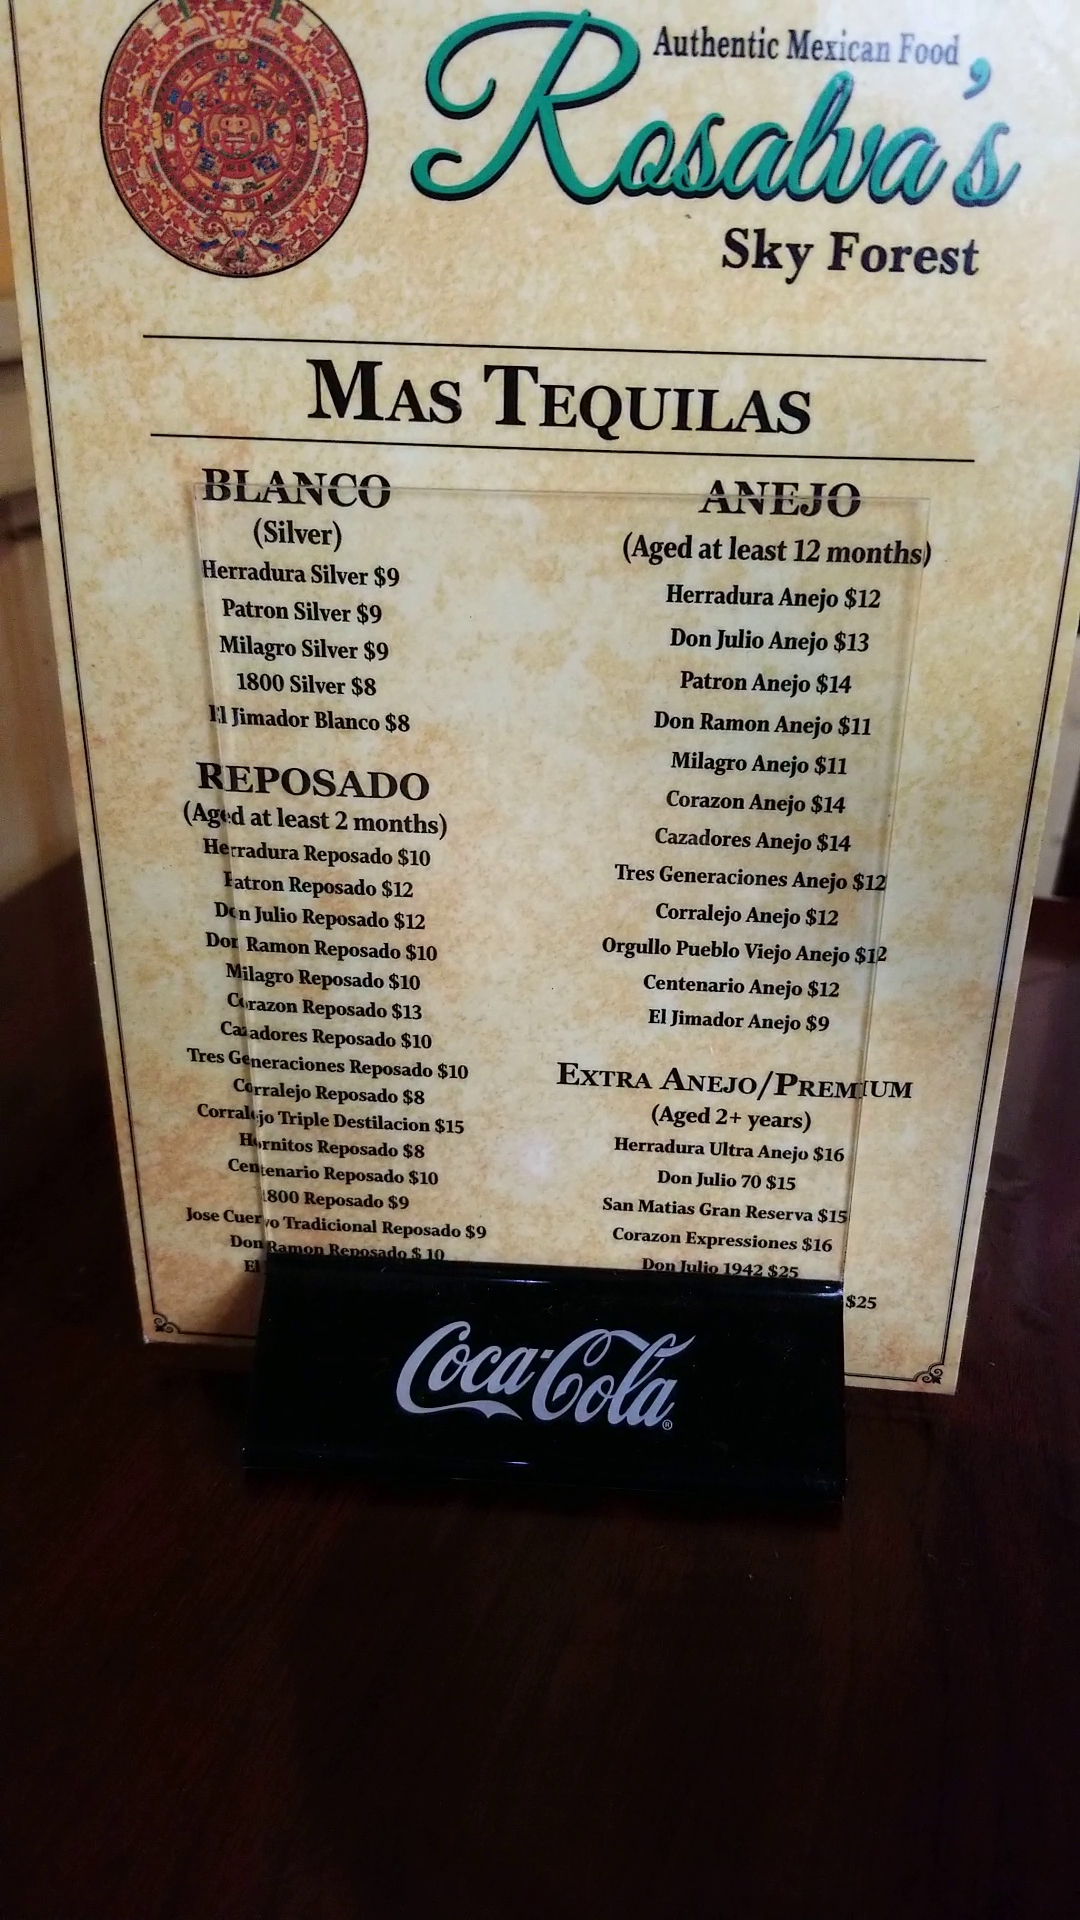 Authentic Mexican Food
Rosalva's
Sky Forest
MAS TEQUILAS
BLANCO
(Silver)
Herradura Silver $9
Patron Silver $9
Milagro Silver $9
1800 Silver $8
El Jimador Blanco $8
REPOSADO
(Aged at least 2 months)
Herradura Reposado $10
Patron Reposado $12
Don Julio Reposado $12
Don Ramon Reposado $10
Milagro Reposado $10
Corazon Reposado $13
Cazadores Reposado $10
Tres Generaciones Reposado $10
Corralejo Reposado $8
Corralejo Triple Destilacion $15
Hornitos Reposado $8
Centenario Reposado $10
1800 Reposado $9
Jose Cuervo Tradicional Reposado $9
Don Ramon Reposado $ 10
El
ANEJO
(Aged at least 12 months)
Herradura Anejo $12
Don Julio Anejo $13
Patron Anejo $14
Don Ramon Anejo $11
Milagro Anejo $11
Corazon Anejo $14
Cazadores Anejo $14
Tres Generaciones Anejo $12
Corralejo Anejo $12
Orgullo Pueblo Viejo Anejo $12
Centenario Anejo $12
El Jimador Anejo $9
EXTRA ANEJO/PREMIUM
(Aged 2+ years)
Herradura Ultra Anejo $16
Don Julio 70 $15
San Matias Gran Reserva $15
Corazon Expressiones $16
Don Julio 1942 $25
$25
Coca-Cola®